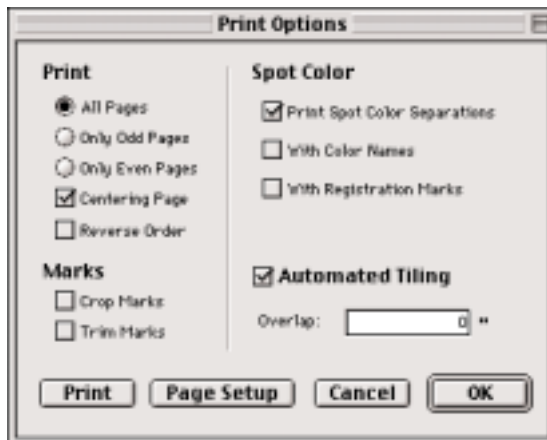 Print Options
Print
All Pages
Only Odd Pages
Only Even Pages
Centering Page
Reverse Order
Marks
Crop Marks
Trim Marks
Spot Color
Print Spot Color Separations
With Color Names
With Registration Marks
Automated Tiling
Overlap: 0 "
Print Page Setup Cancel OK